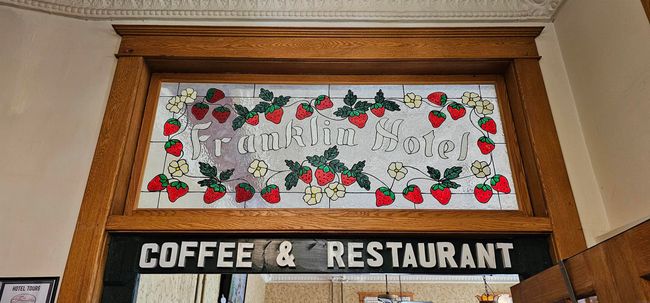 Franklin Hotel
COFFEE & RESTAURANT
HOTEL TOURS